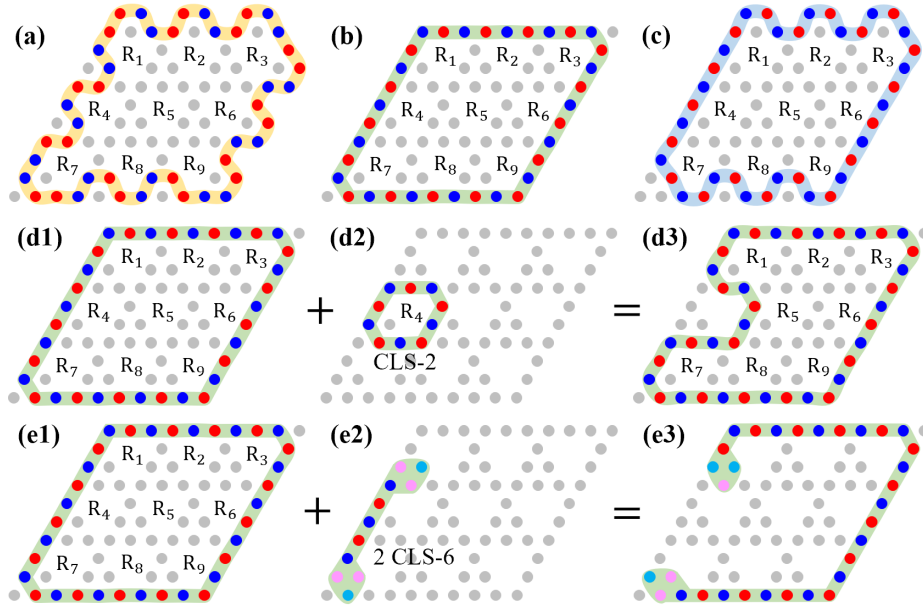 (a) (b) (c)
R₁ R₂ R₃ R₁ R₂ R₃ R₁ R₂ R₃
R₄ R₅ R₆ R₄ R₅ R₆ R₄ R₅ R₆
R₇ R₈ R₉ R₇ R₈ R₉ R₇ R₈ R₉
(d1) (d2) (d3)
R₁ R₂ R₃ R₁ R₂ R₃
R₄ R₅ R₆ + R₄ = R₅ R₆
R₇ R₈ R₉ CLS-2 R₇ R₈ R₉
(e1) (e2) (e3)
R₁ R₂ R₃
R₄ R₅ R₆ + =
R₇ R₈ R₉ 2 CLS-6